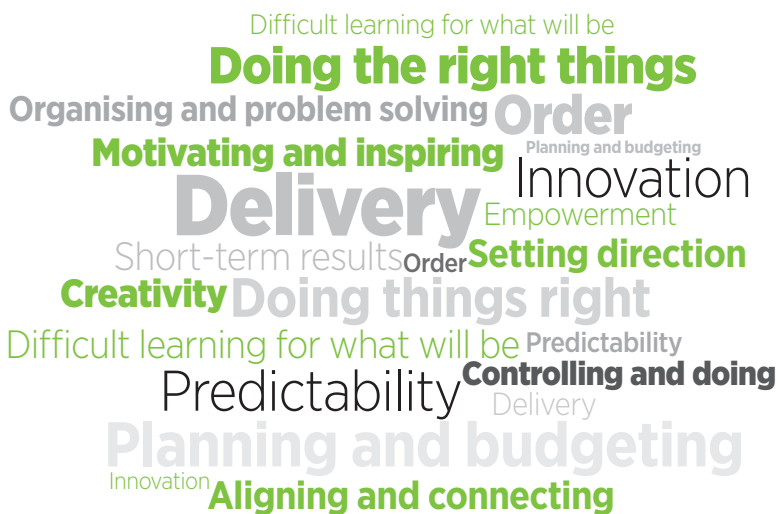 Difficult learning for what will be
Doing the right things
Organising and problem solving
Order
Motivating and inspiring
Planning and budgeting
Innovation
Delivery
Empowerment
Short-term results
Order
Setting direction
Creativity
Doing things right
Difficult learning for what will be
Predictability
Predictability
Controlling and doing
Delivery
Planning and budgeting
Innovation
Aligning and connecting